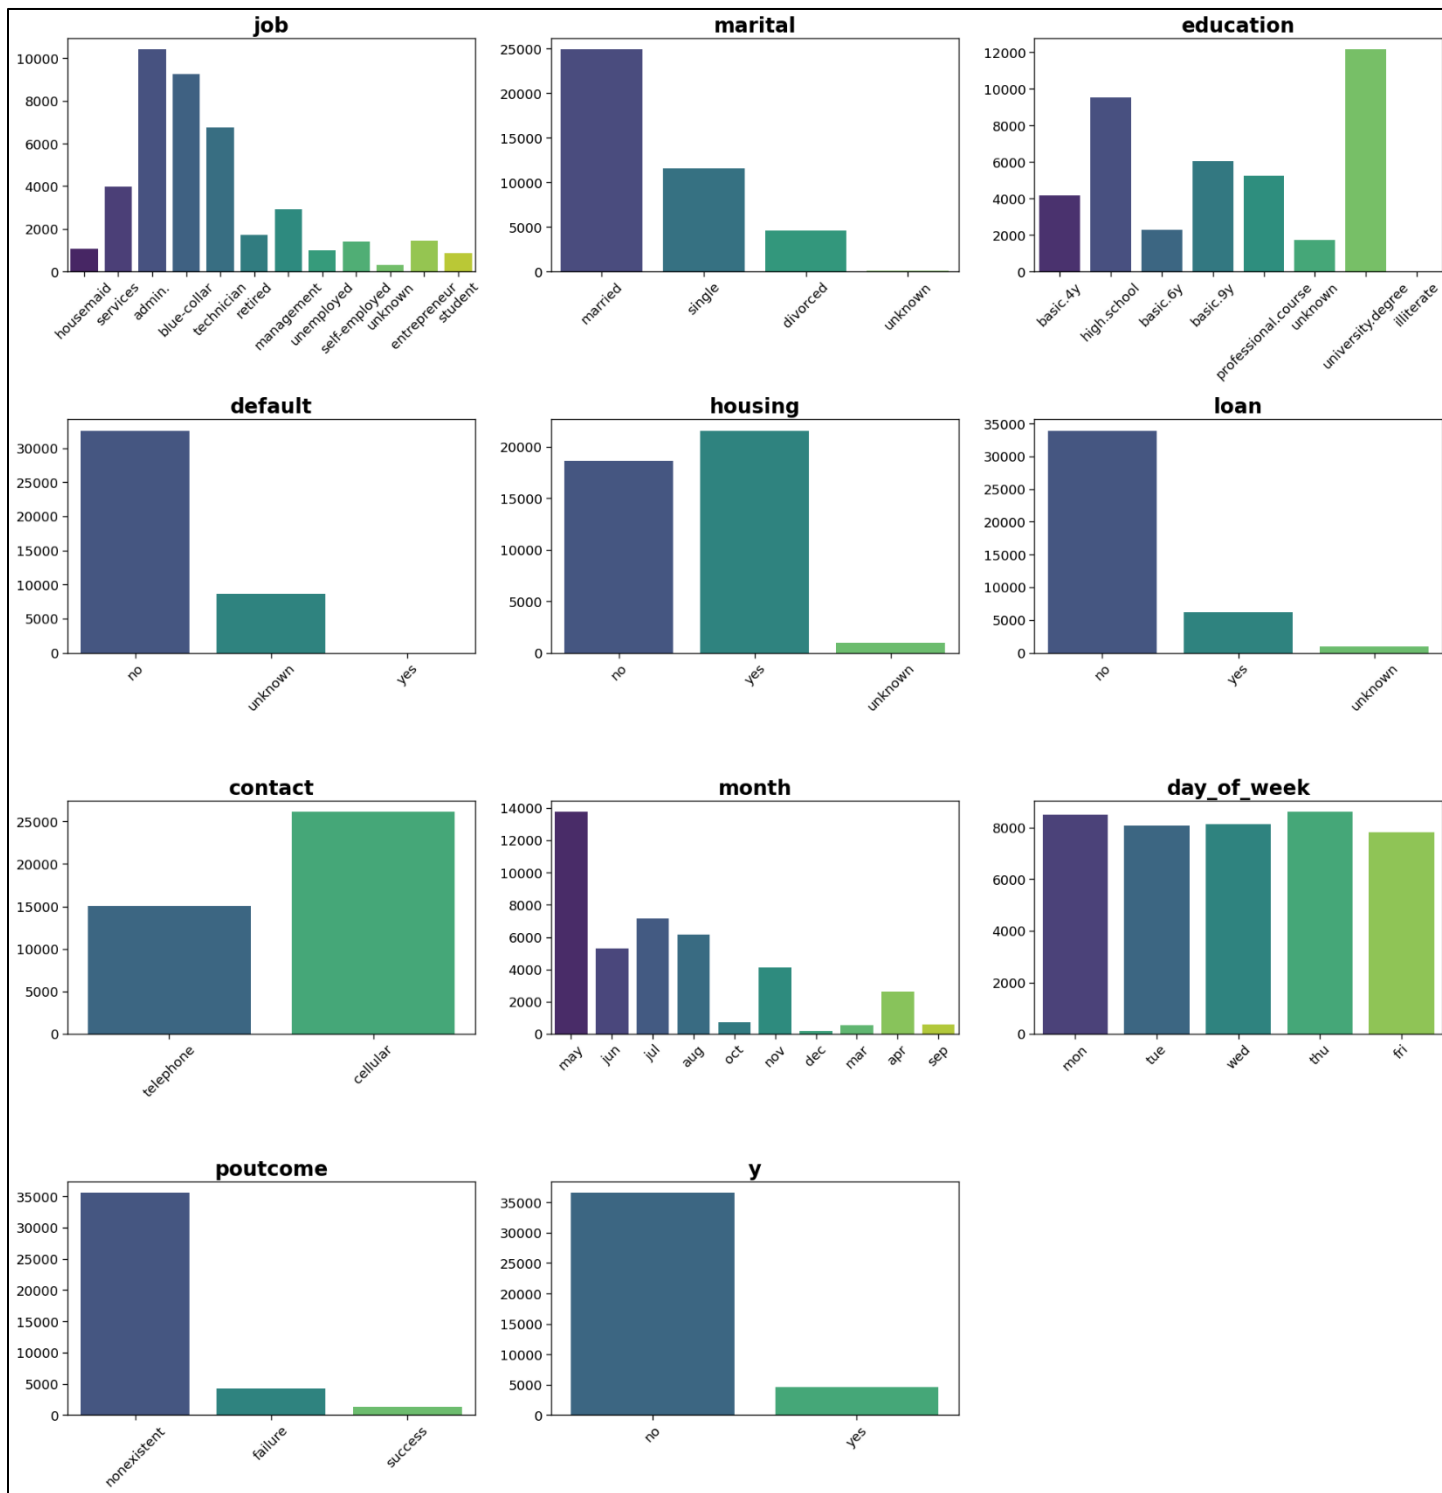 job
10000
8000
6000
4000
2000
0
housemaid
services
admin.
blue-collar
technician
retired
management
unemployed
self-employed
unknown
entrepreneur
student
marital
25000
20000
15000
10000
5000
0
married
single
divorced
unknown
education
12000
10000
8000
6000
4000
2000
0
basic.4y
high.school
basic.6y
basic.9y
professional.course
unknown
university.degree
illiterate
default
30000
25000
20000
15000
10000
5000
0
no
unknown
yes
housing
20000
15000
10000
5000
0
no
yes
unknown
loan
35000
30000
25000
20000
15000
10000
5000
0
no
yes
unknown
contact
25000
20000
15000
10000
5000
0
telephone
cellular
month
14000
12000
10000
8000
6000
4000
2000
0
may
jun
jul
aug
oct
nov
dec
mar
apr
sep
day_of_week
8000
6000
4000
2000
0
mon
tue
wed
thu
fri
poutcome
35000
30000
25000
20000
15000
10000
5000
0
nonexistent
failure
success
y
35000
30000
25000
20000
15000
10000
5000
0
no
yes